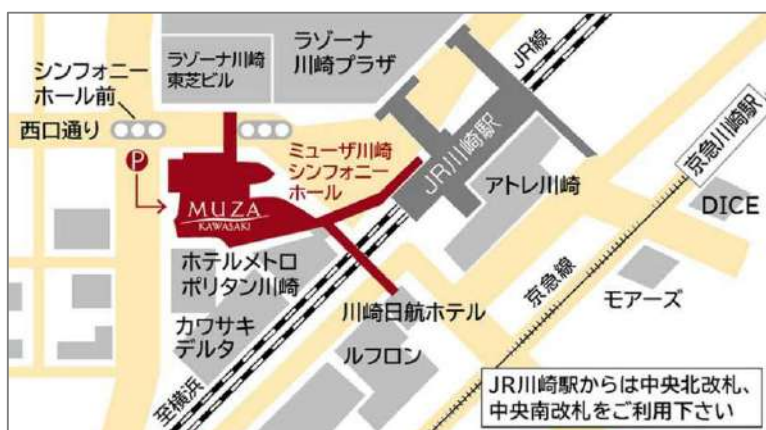 ラゾーナ川崎
東芝ビル
ラゾーナ
川崎プラザ
JR線
シンフォニー
ホール前
西口通り
P
ミューザ川崎
シンフォニー
ホール
MUZA
KAWASAKI
JR川崎駅
アトレ川崎
京急川崎駅
DICE
ホテルメトロ
ポリタン川崎
カワサキ
デルタ
川崎日航ホテル
ルフロン
京急線
モアーズ
至横浜
JR川崎駅からは中央北改札、
中央南改札をご利用下さい